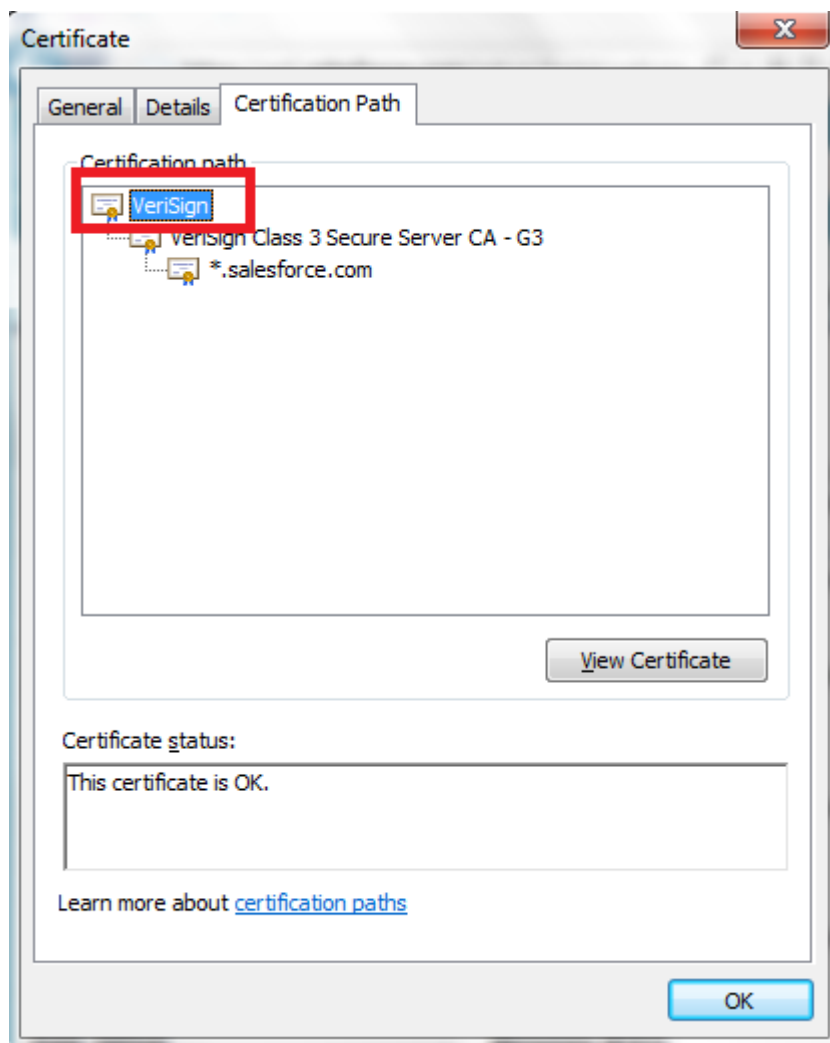 Certificate
General Details Certification Path
Certification path
VeriSign
VeriSign Class 3 Secure Server CA - G3
*.salesforce.com
View Certificate
Certificate status:
This certificate is OK.
Learn more about certification paths
OK